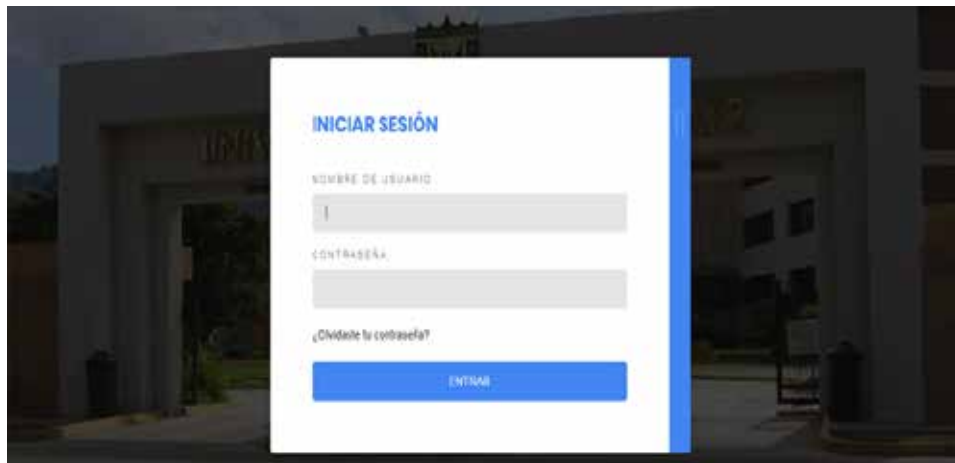 INICIAR SESIÓN
NOMBRE DE USUARIO
CONTRASEÑA
¿Olvidaste tu contraseña?
ENTRAR